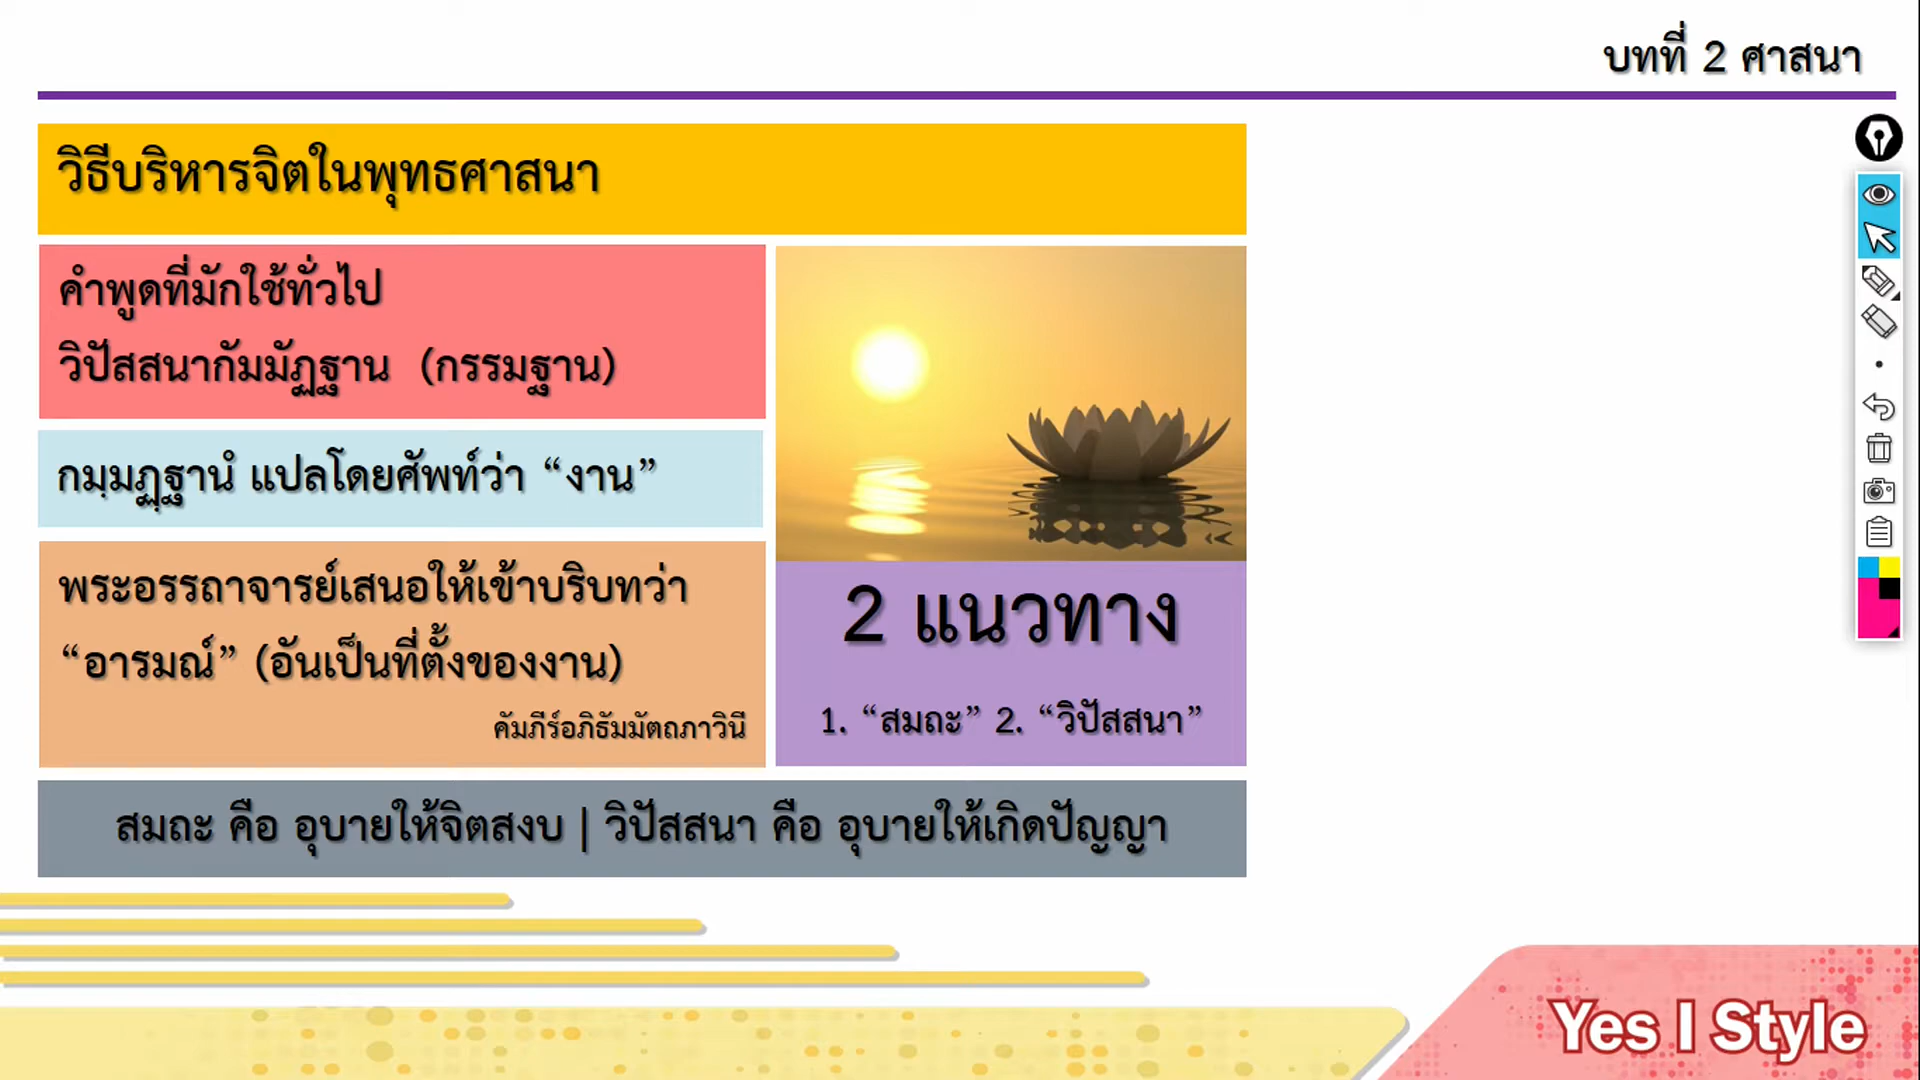 บทที่ 2 ศาสนา
วิธีบริหารจิตในพุทธศาสนา
คำพูดที่มักใช้ทั่วไป
วิปัสสนากัมมัฏฐาน (กรรมฐาน)
กมฺมฏฺฐานํ แปลโดยศัพท์ว่า “งาน”
พระอรรถาจารย์เสนอให้เข้าบริบทว่า
“อารมณ์” (อันเป็นที่ตั้งของงาน)
คัมภีร์อภิธัมมัตถภาวินี
2 แนวทาง
1. “สมถะ” 2. “วิปัสสนา”
สมถะ คือ อุบายให้จิตสงบ | วิปัสสนา คือ อุบายให้เกิดปัญญา
Yes I Style